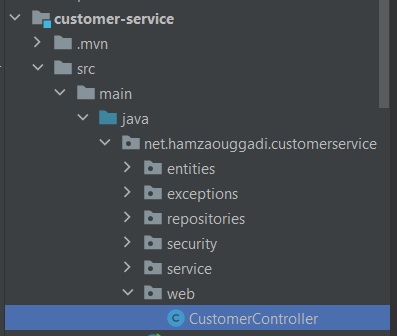 customer-service
.mvn
src
main
java
net.hamzaouggadi.customerservice
entities
exceptions
repositories
security
service
web
CustomerController